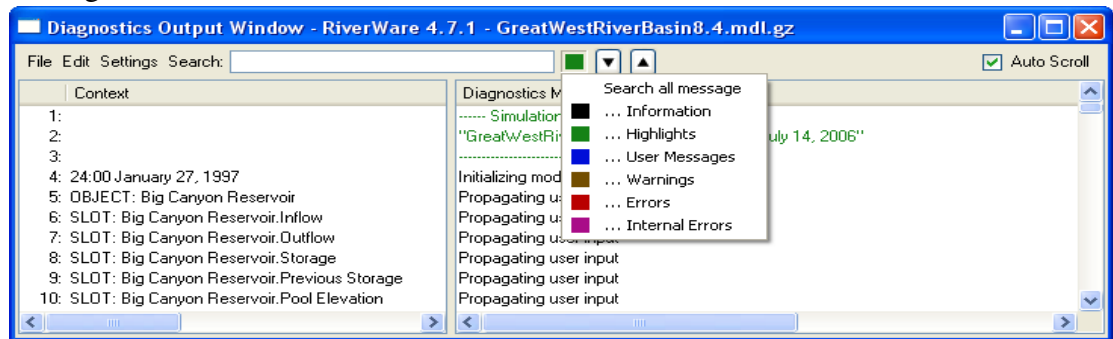 Diagnostics Output Window - RiverWare 4.7.1 - GreatWestRiverBasin8.4.mdl.gz
File Edit Settings Search: Auto Scroll
Context Diagnostics M
Search all message
... Information
... Highlights
... User Messages
... Warnings
... Errors
... Internal Errors
1: ------ Simulation
2: "GreatWestRi uly 14, 2006"
3: -----------------------
4: 24:00 January 27, 1997 Initializing mod
5: OBJECT: Big Canyon Reservoir Propagating u
6: SLOT: Big Canyon Reservoir.Inflow Propagating u
7: SLOT: Big Canyon Reservoir.Outflow Propagating user input
8: SLOT: Big Canyon Reservoir.Storage Propagating user input
9: SLOT: Big Canyon Reservoir.Previous Storage Propagating user input
10: SLOT: Big Canyon Reservoir.Pool Elevation Propagating user input